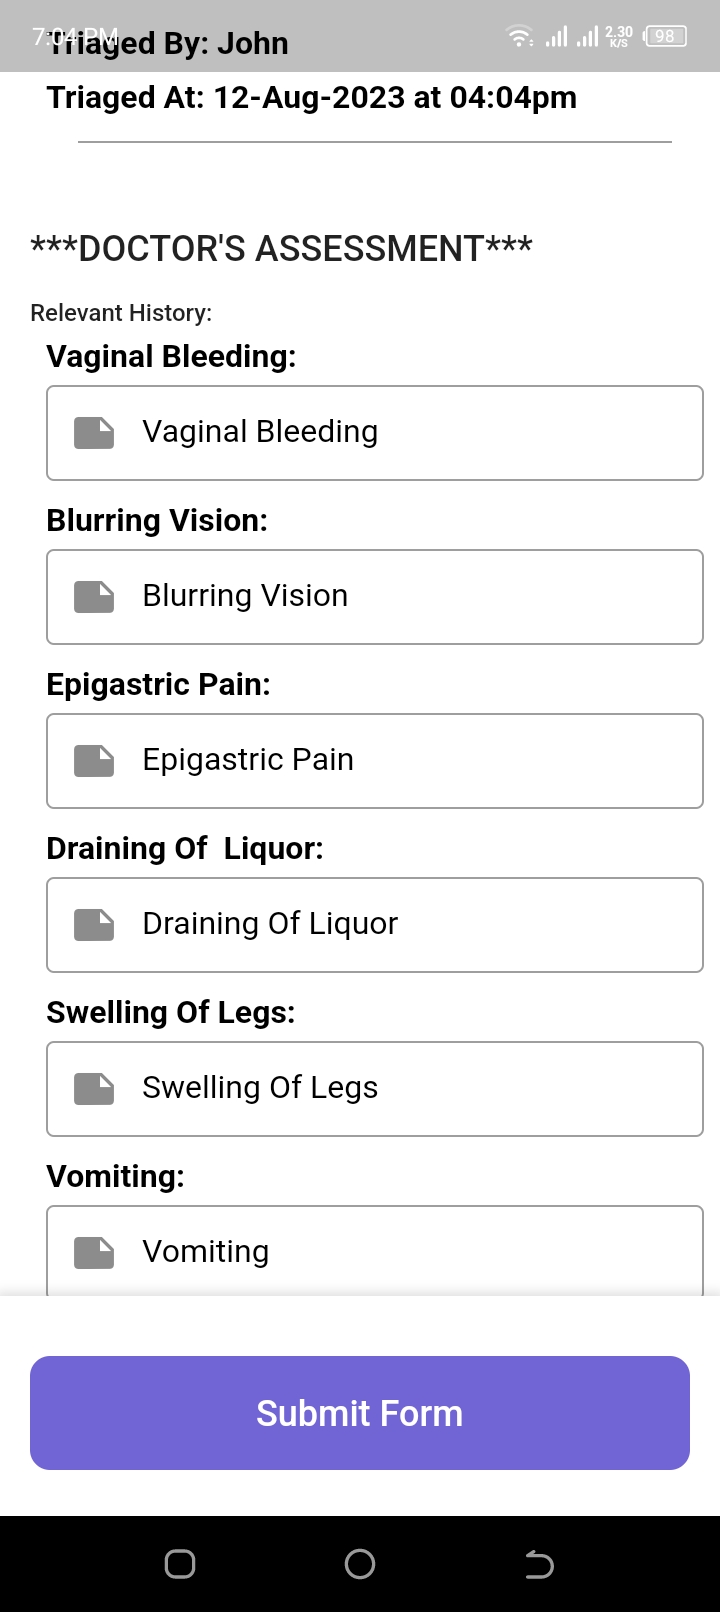 7:04 PM
2.30
K/S
98
Triaged By: John
Triaged At: 12-Aug-2023 at 04:04pm
***DOCTOR'S ASSESSMENT***
Relevant History:
Vaginal Bleeding:
Vaginal Bleeding
Blurring Vision:
Blurring Vision
Epigastric Pain:
Epigastric Pain
Draining Of  Liquor:
Draining Of Liquor
Swelling Of Legs:
Swelling Of Legs
Vomiting:
Vomiting
Submit Form